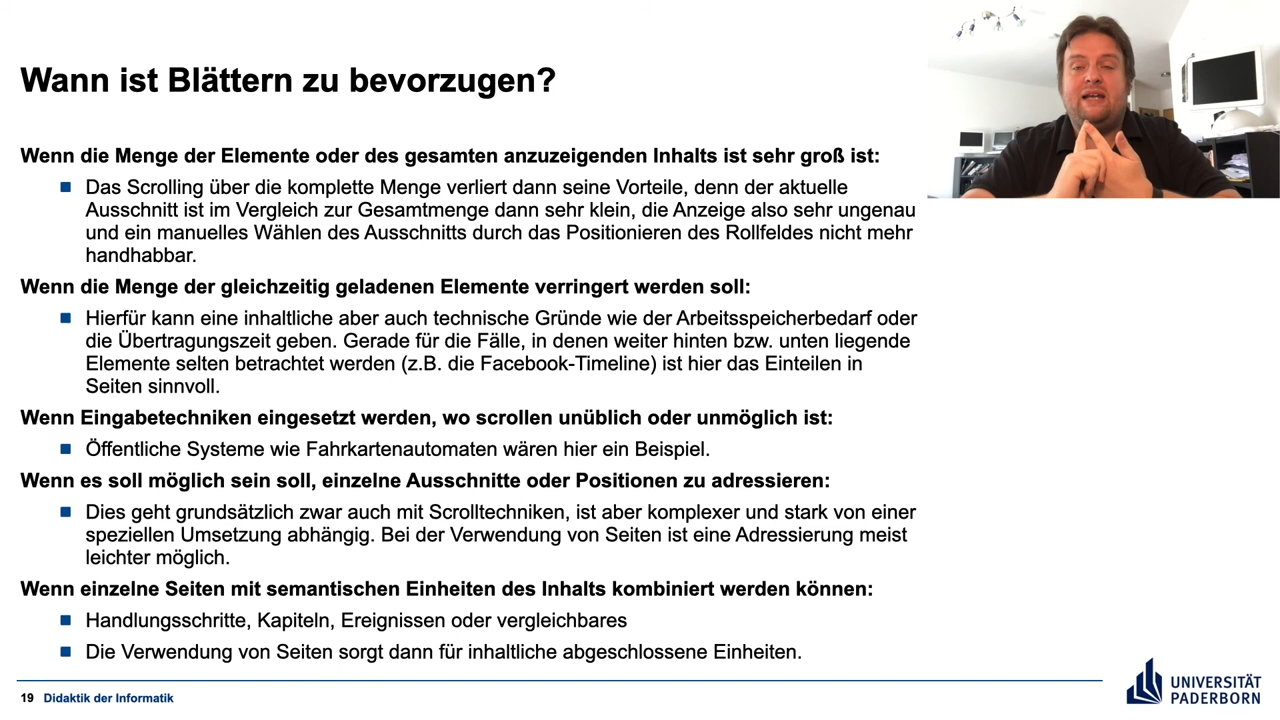 Wann ist Blättern zu bevorzugen?
Wenn die Menge der Elemente oder des gesamten anzuzeigenden Inhalts ist sehr groß ist:
Das Scrolling über die komplette Menge verliert dann seine Vorteile, denn der aktuelle
Ausschnitt ist im Vergleich zur Gesamtmenge dann sehr klein, die Anzeige also sehr ungenau
und ein manuelles Wählen des Ausschnitts durch das Positionieren des Rollfeldes nicht mehr
handhabbar.
Wenn die Menge der gleichzeitig geladenen Elemente verringert werden soll:
Hierfür kann eine inhaltliche aber auch technische Gründe wie der Arbeitsspeicherbedarf oder
die Übertragungszeit geben. Gerade für die Fälle, in denen weiter hinten bzw. unten liegende
Elemente selten betrachtet werden (z.B. die Facebook-Timeline) ist hier das Einteilen in
Seiten sinnvoll.
Wenn Eingabetechniken eingesetzt werden, wo scrollen unüblich oder unmöglich ist:
Öffentliche Systeme wie Fahrkartenautomaten wären hier ein Beispiel.
Wenn es soll möglich sein soll, einzelne Ausschnitte oder Positionen zu adressieren:
Dies geht grundsätzlich zwar auch mit Scrolltechniken, ist aber komplexer und stark von einer
speziellen Umsetzung abhängig. Bei der Verwendung von Seiten ist eine Adressierung meist
leichter möglich.
Wenn einzelne Seiten mit semantischen Einheiten des Inhalts kombiniert werden können:
Handlungsschritte, Kapiteln, Ereignissen oder vergleichbares
Die Verwendung von Seiten sorgt dann für inhaltliche abgeschlossene Einheiten.
19 Didaktik der Informatik
UNIVERSITÄT
PADERBORN